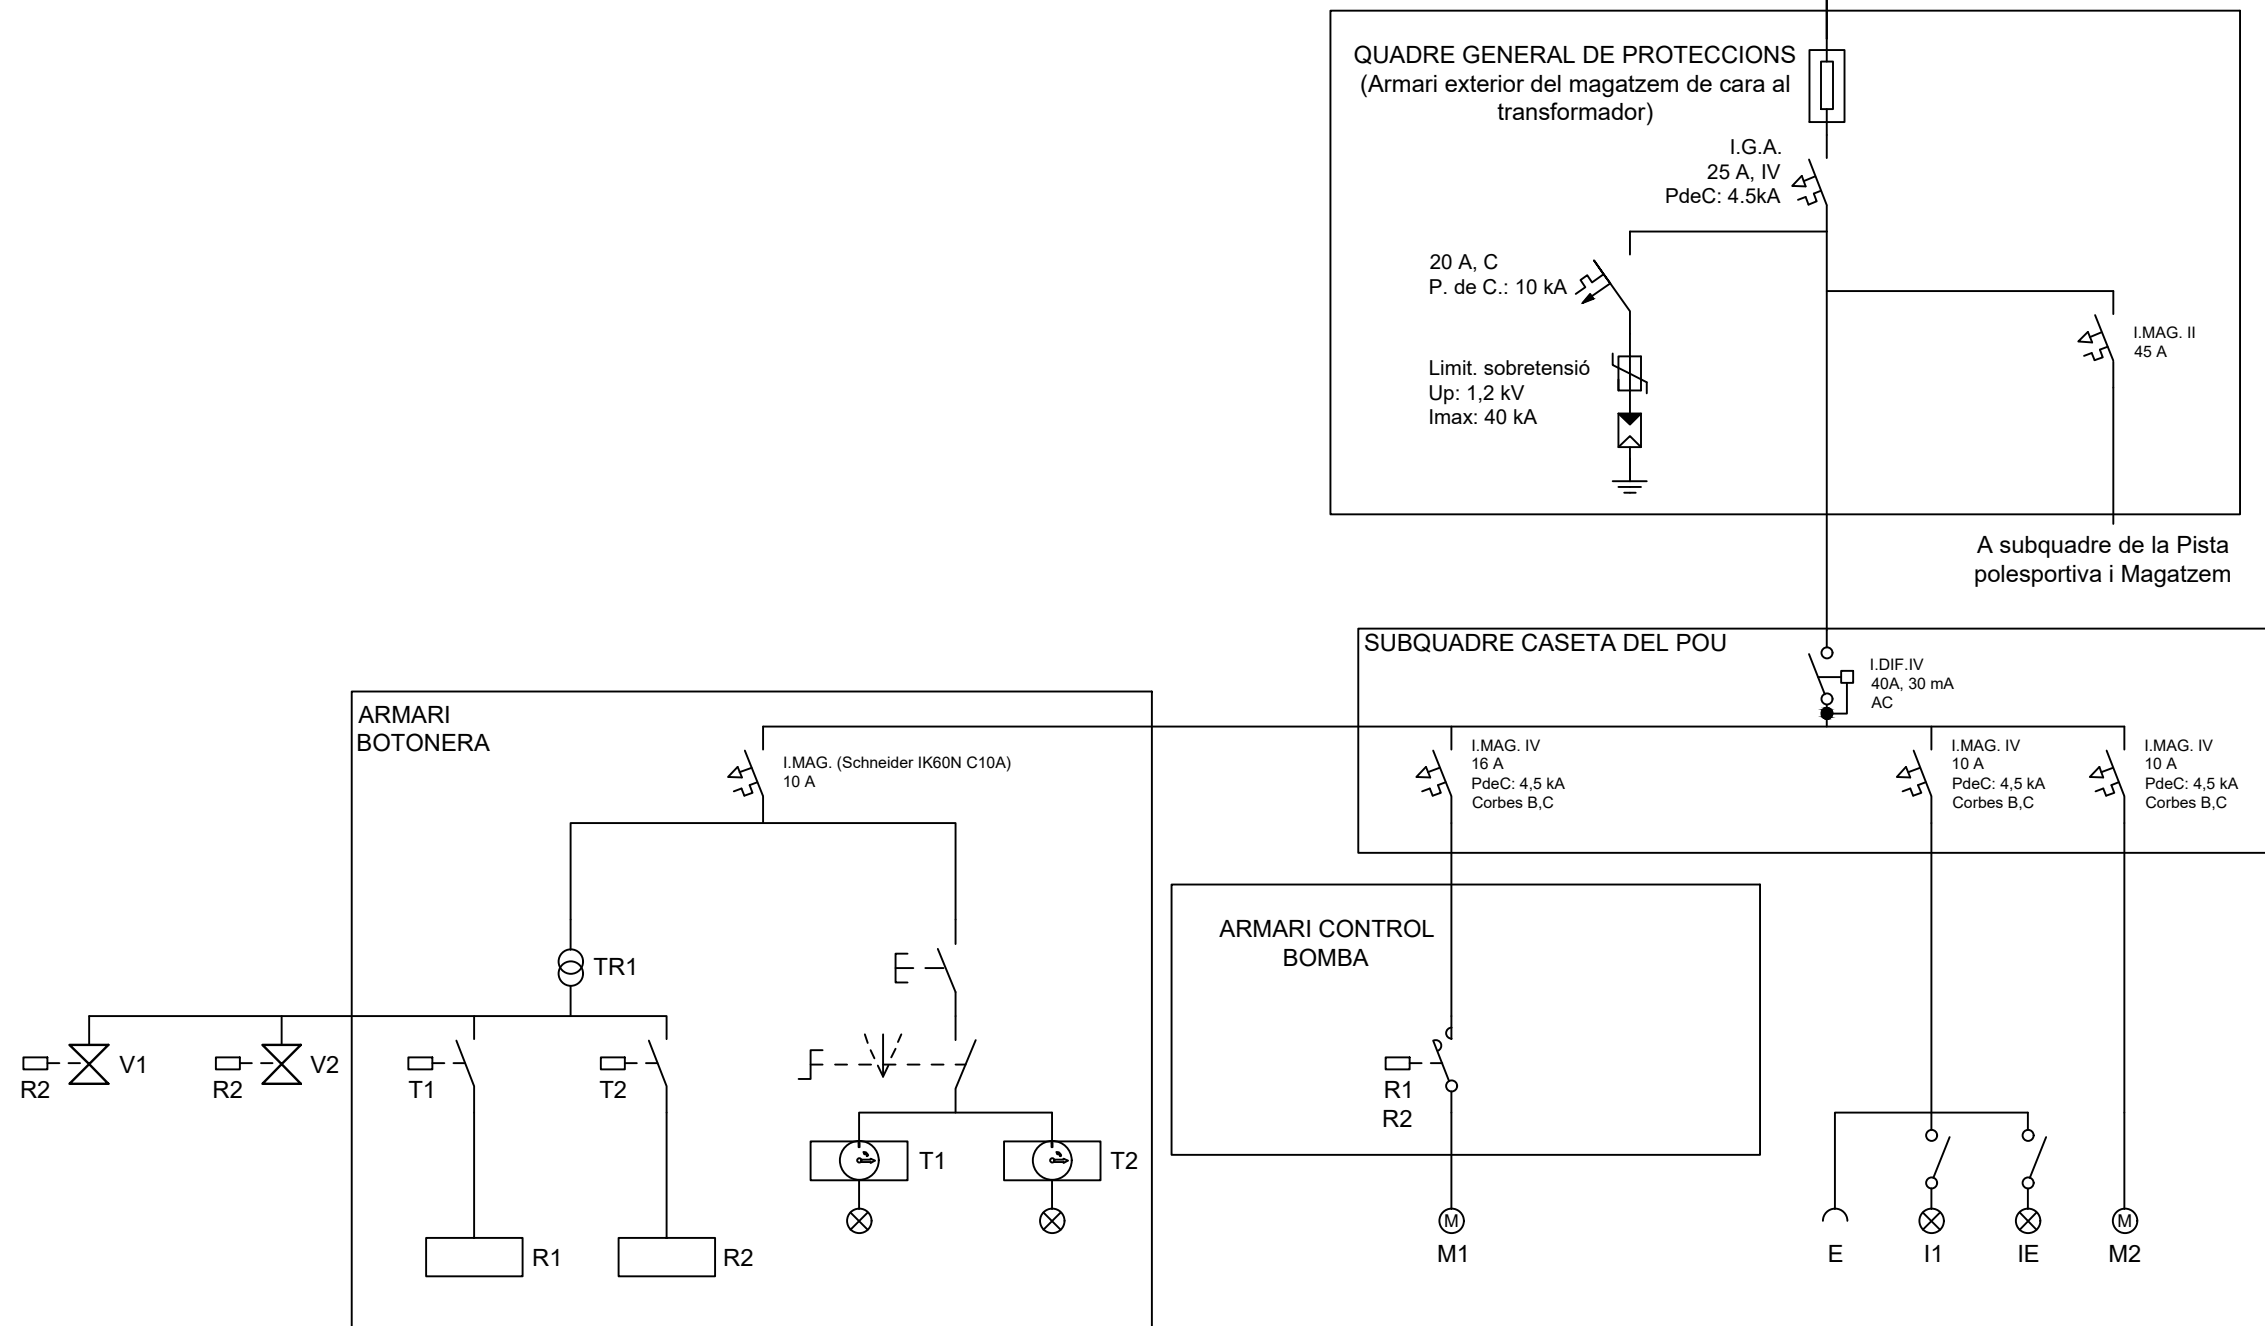 QUADRE GENERAL DE PROTECCIONS
(Armari exterior del magatzem de cara al
transformador)
I.G.A.
25 A, IV
PdeC: 4.5kA
20 A, C
P. de C.: 10 kA
I.MAG. II
45 A
Limit. sobretensió
Up: 1,2 kV
Imax: 40 kA
A subquadre de la Pista
polesportiva i Magatzem
SUBQUADRE CASETA DEL POU
I.DIF.IV
40A, 30 mA
AC
ARMARI
BOTONERA
I.MAG. (Schneider IK60N C10A)
10 A
I.MAG. IV
16 A
PdeC: 4,5 kA
Corbes B,C
I.MAG. IV
10 A
PdeC: 4,5 kA
Corbes B,C
I.MAG. IV
10 A
PdeC: 4,5 kA
Corbes B,C
ARMARI CONTROL
BOMBA
TR1
V1
R2
V2
R2
T1
T2
R1
R2
T1
T2
R1
R2
M
M1
E
I1
IE
M
M2